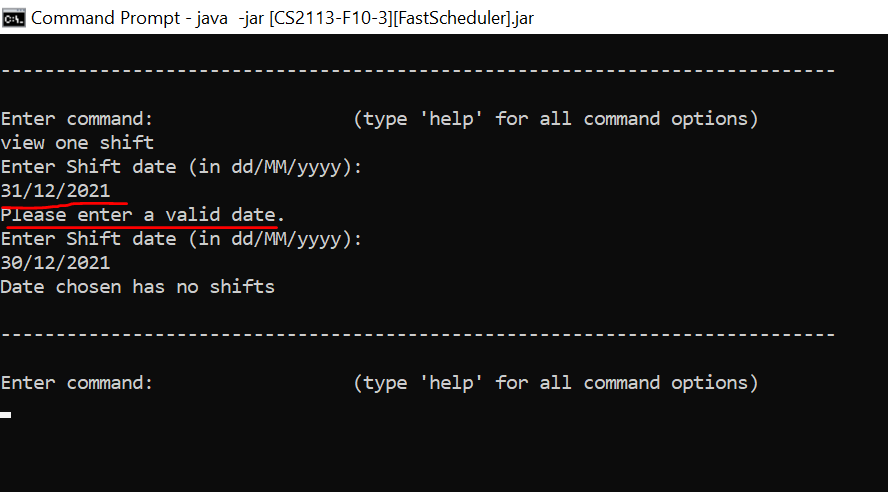 Command Prompt - java  -jar [CS2113-F10-3][FastScheduler].jar
----------------------------------------------------------------------------
Enter command:                  (type 'help' for all command options)
view one shift
Enter Shift date (in dd/MM/yyyy):
31/12/2021
Please enter a valid date.
Enter Shift date (in dd/MM/yyyy):
30/12/2021
Date chosen has no shifts
----------------------------------------------------------------------------
Enter command:                  (type 'help' for all command options)